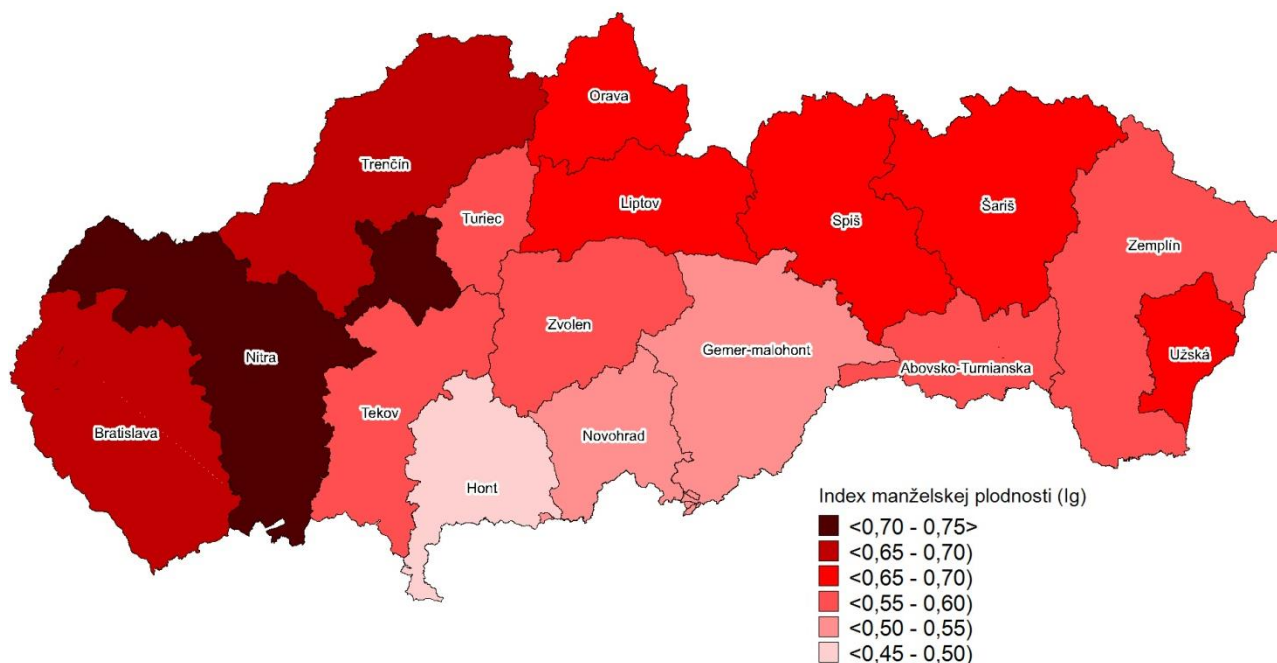 Orava
Trenčín
Liptov
Turiec
Spiš
Šariš
Zemplín
Zvolen
Nitra
Gemer-malohont
Užská
Abovsko-Turnianska
Tekov
Bratislava
Novohrad
Hont
Index manželskej plodnosti (Ig)
<0,70 - 0,75>
<0,65 - 0,70)
<0,65 - 0,70)
<0,55 - 0,60)
<0,50 - 0,55)
<0,45 - 0,50)